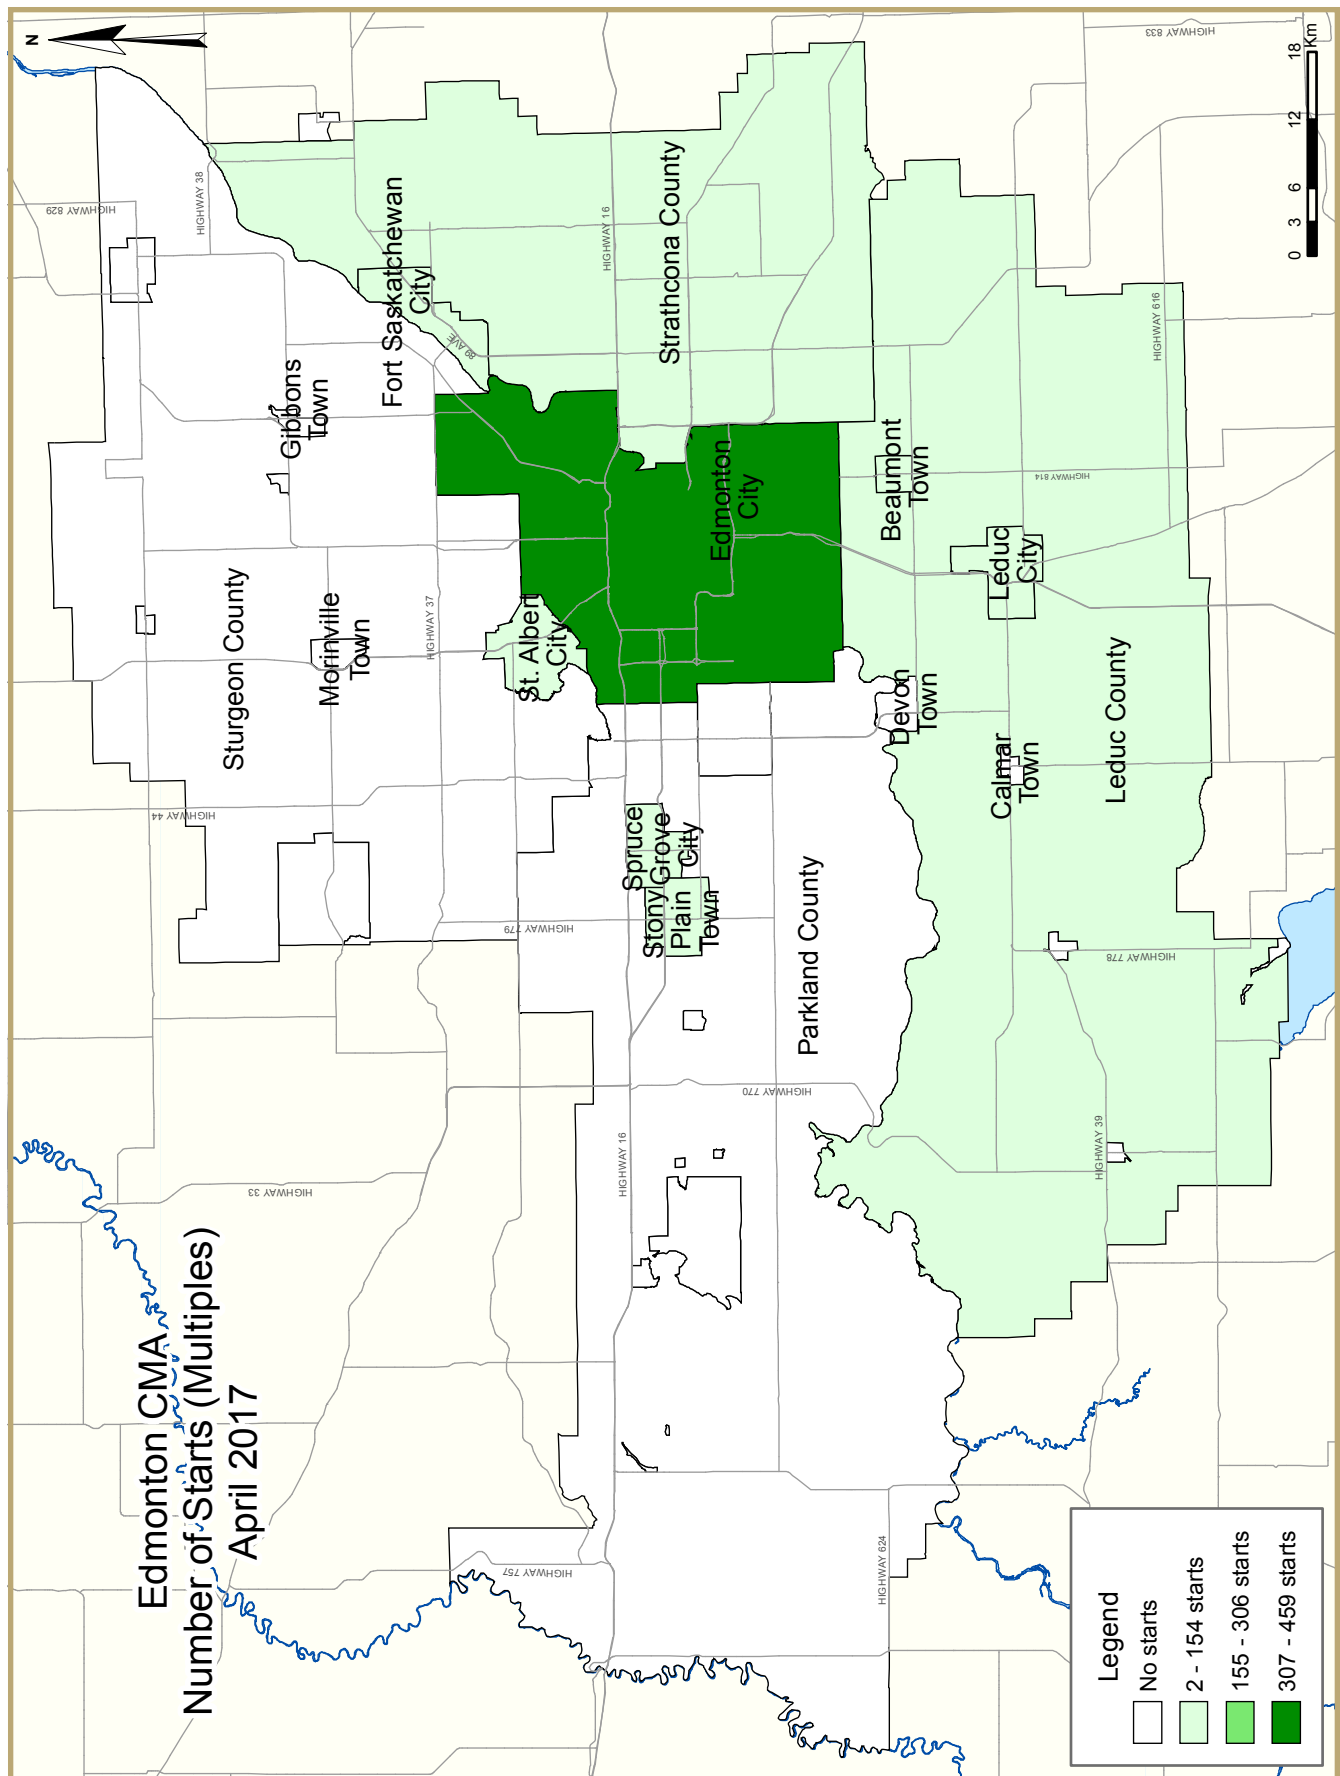 Edmonton CMA
Number of Starts (Multiples)
April 2017
N
HIGHWAY 829
HIGHWAY 38
HIGHWAY 833
Fort Saskatchewan
City
89 AVE
Gibbons
Town
Sturgeon County
Morinville
Town
HIGHWAY 37
HIGHWAY 44
St. Albert
City
HIGHWAY 16
Strathcona County
Edmonton
City
Beaumont
Town
HIGHWAY 814
HIGHWAY 616
Leduc
City
Devon
Town
Calmar
Town
Leduc County
Spruce
Grove
City
Stony
Plain
Town
HIGHWAY 779
Parkland County
HIGHWAY 770
HIGHWAY 778
HIGHWAY 39
HIGHWAY 16
HIGHWAY 33
HIGHWAY 757
HIGHWAY 624
0 3 6 12 18
Km
Legend
No starts
2 - 154 starts
155 - 306 starts
307 - 459 starts